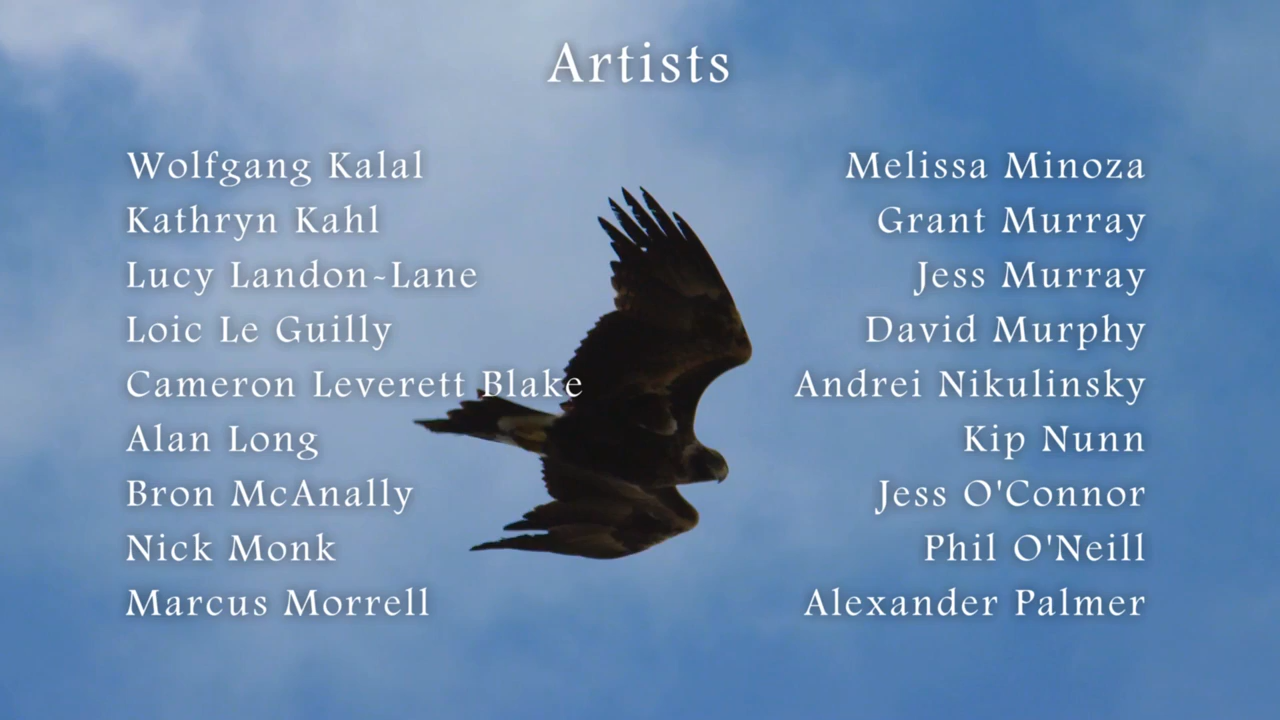 Artists
Wolfgang Kalal
Kathryn Kahl
Lucy Landon-Lane
Loic Le Guilly
Cameron Leverett Blake
Alan Long
Bron McAnally
Nick Monk
Marcus Morrell
Melissa Minoza
Grant Murray
Jess Murray
David Murphy
Andrei Nikulinsky
Kip Nunn
Jess O'Connor
Phil O'Neill
Alexander Palmer